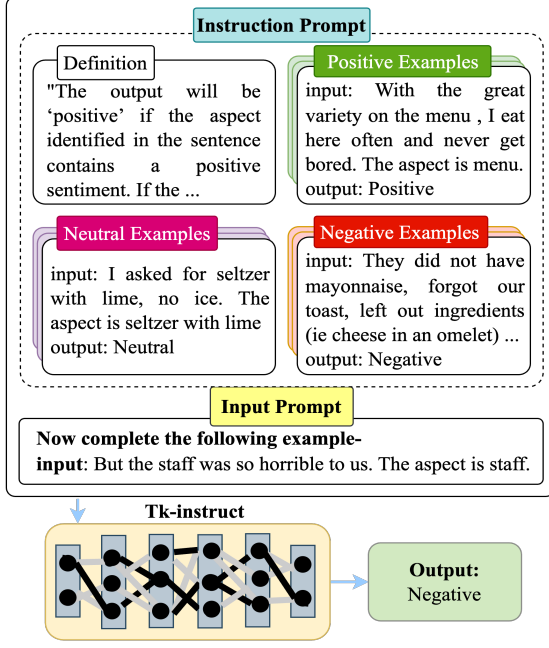 Instruction Prompt
Definition
"The output will be
‘positive’ if the aspect
identified in the sentence
contains a positive
sentiment. If the ...
Positive Examples
input: With the great
variety on the menu , I eat
here often and never get
bored. The aspect is menu.
output: Positive
Neutral Examples
input: I asked for seltzer
with lime, no ice. The
aspect is seltzer with lime
output: Neutral
Negative Examples
input: They did not have
mayonnaise, forgot our
toast, left out ingredients
(ie cheese in an omelet) ...
output: Negative
Input Prompt
Now complete the following example-
input: But the staff was so horrible to us. The aspect is staff.
Tk-instruct
Output:
Negative